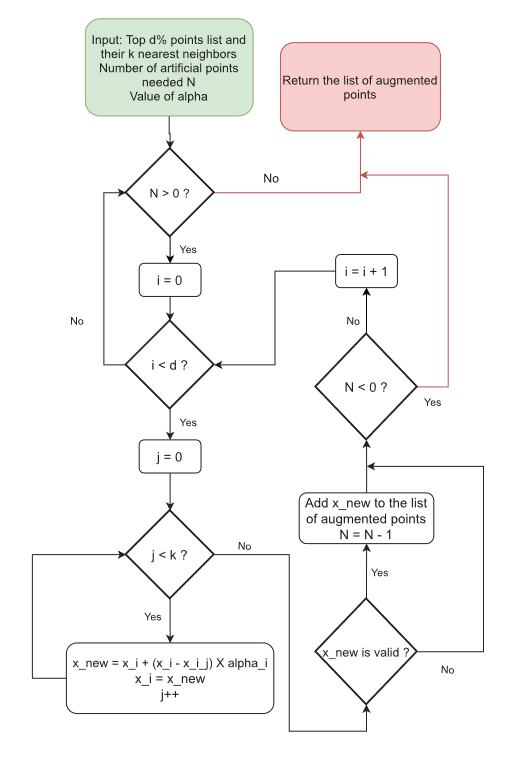 Input: Top d% points list and
their k nearest neighbors
Number of artificial points
needed N
Value of alpha
Return the list of augmented
points
N > 0 ?
No
Yes
i = 0
i = i + 1
No
No
i < d ?
N < 0 ?
Yes
Yes
j = 0
Add x_new to the list
of augmented points
N = N - 1
j < k ?
No
Yes
Yes
x_new = x_i + (x_i - x_i_j) X alpha_i
x_i = x_new
j++
x_new is valid ?
No